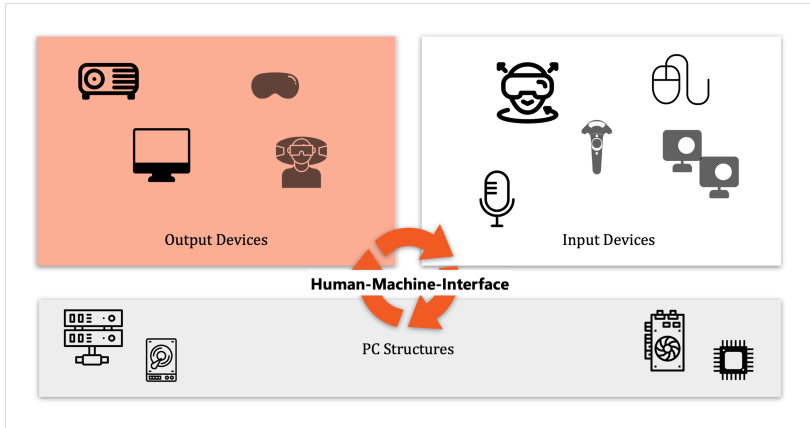 Output Devices
Input Devices
Human-Machine-Interface
PC Structures